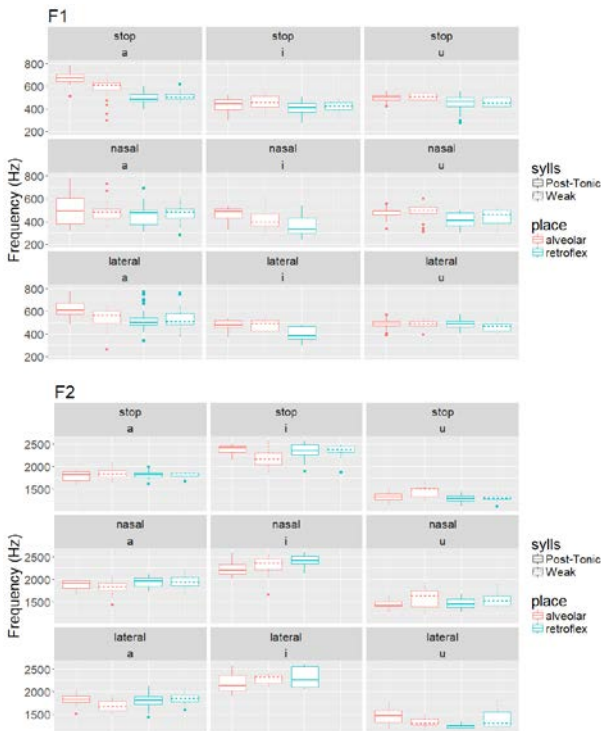 F1
stop stop stop
a i u
800
600
400
200
nasal nasal nasal
a i u
800
600
400
200
lateral lateral lateral
a i u
800
600
400
200
Frequency (Hz)
sylls
Post-Tonic
Weak
place
alveolar
retroflex
F2
stop stop stop
a i u
2500
2000
1500
nasal nasal nasal
a i u
2500
2000
1500
lateral lateral lateral
a i u
2500
2000
1500
Frequency (Hz)
sylls
Post-Tonic
Weak
place
alveolar
retroflex